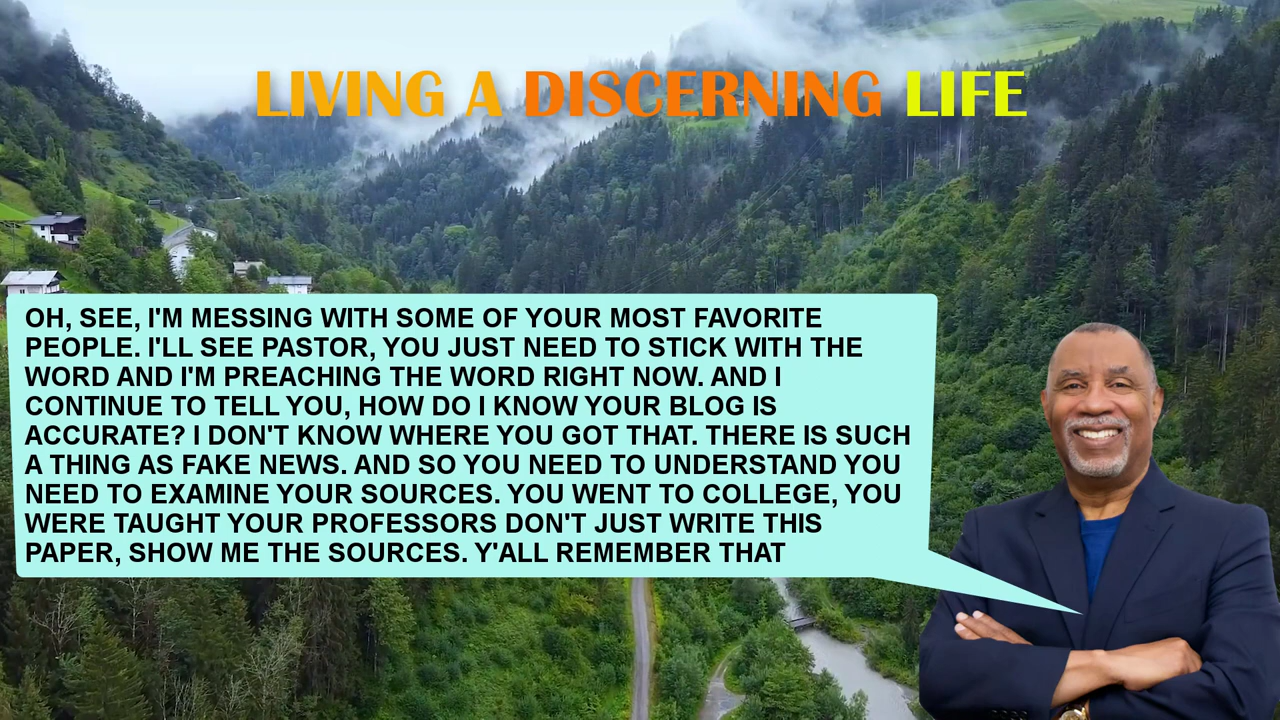 LIVING A DISCERNING LIFE
OH, SEE, I'M MESSING WITH SOME OF YOUR MOST FAVORITE
PEOPLE. I'LL SEE PASTOR, YOU JUST NEED TO STICK WITH THE
WORD AND I'M PREACHING THE WORD RIGHT NOW. AND I
CONTINUE TO TELL YOU, HOW DO I KNOW YOUR BLOG IS
ACCURATE? I DON'T KNOW WHERE YOU GOT THAT. THERE IS SUCH
A THING AS FAKE NEWS. AND SO YOU NEED TO UNDERSTAND YOU
NEED TO EXAMINE YOUR SOURCES. YOU WENT TO COLLEGE, YOU
WERE TAUGHT YOUR PROFESSORS DON'T JUST WRITE THIS
PAPER, SHOW ME THE SOURCES. Y'ALL REMEMBER THAT